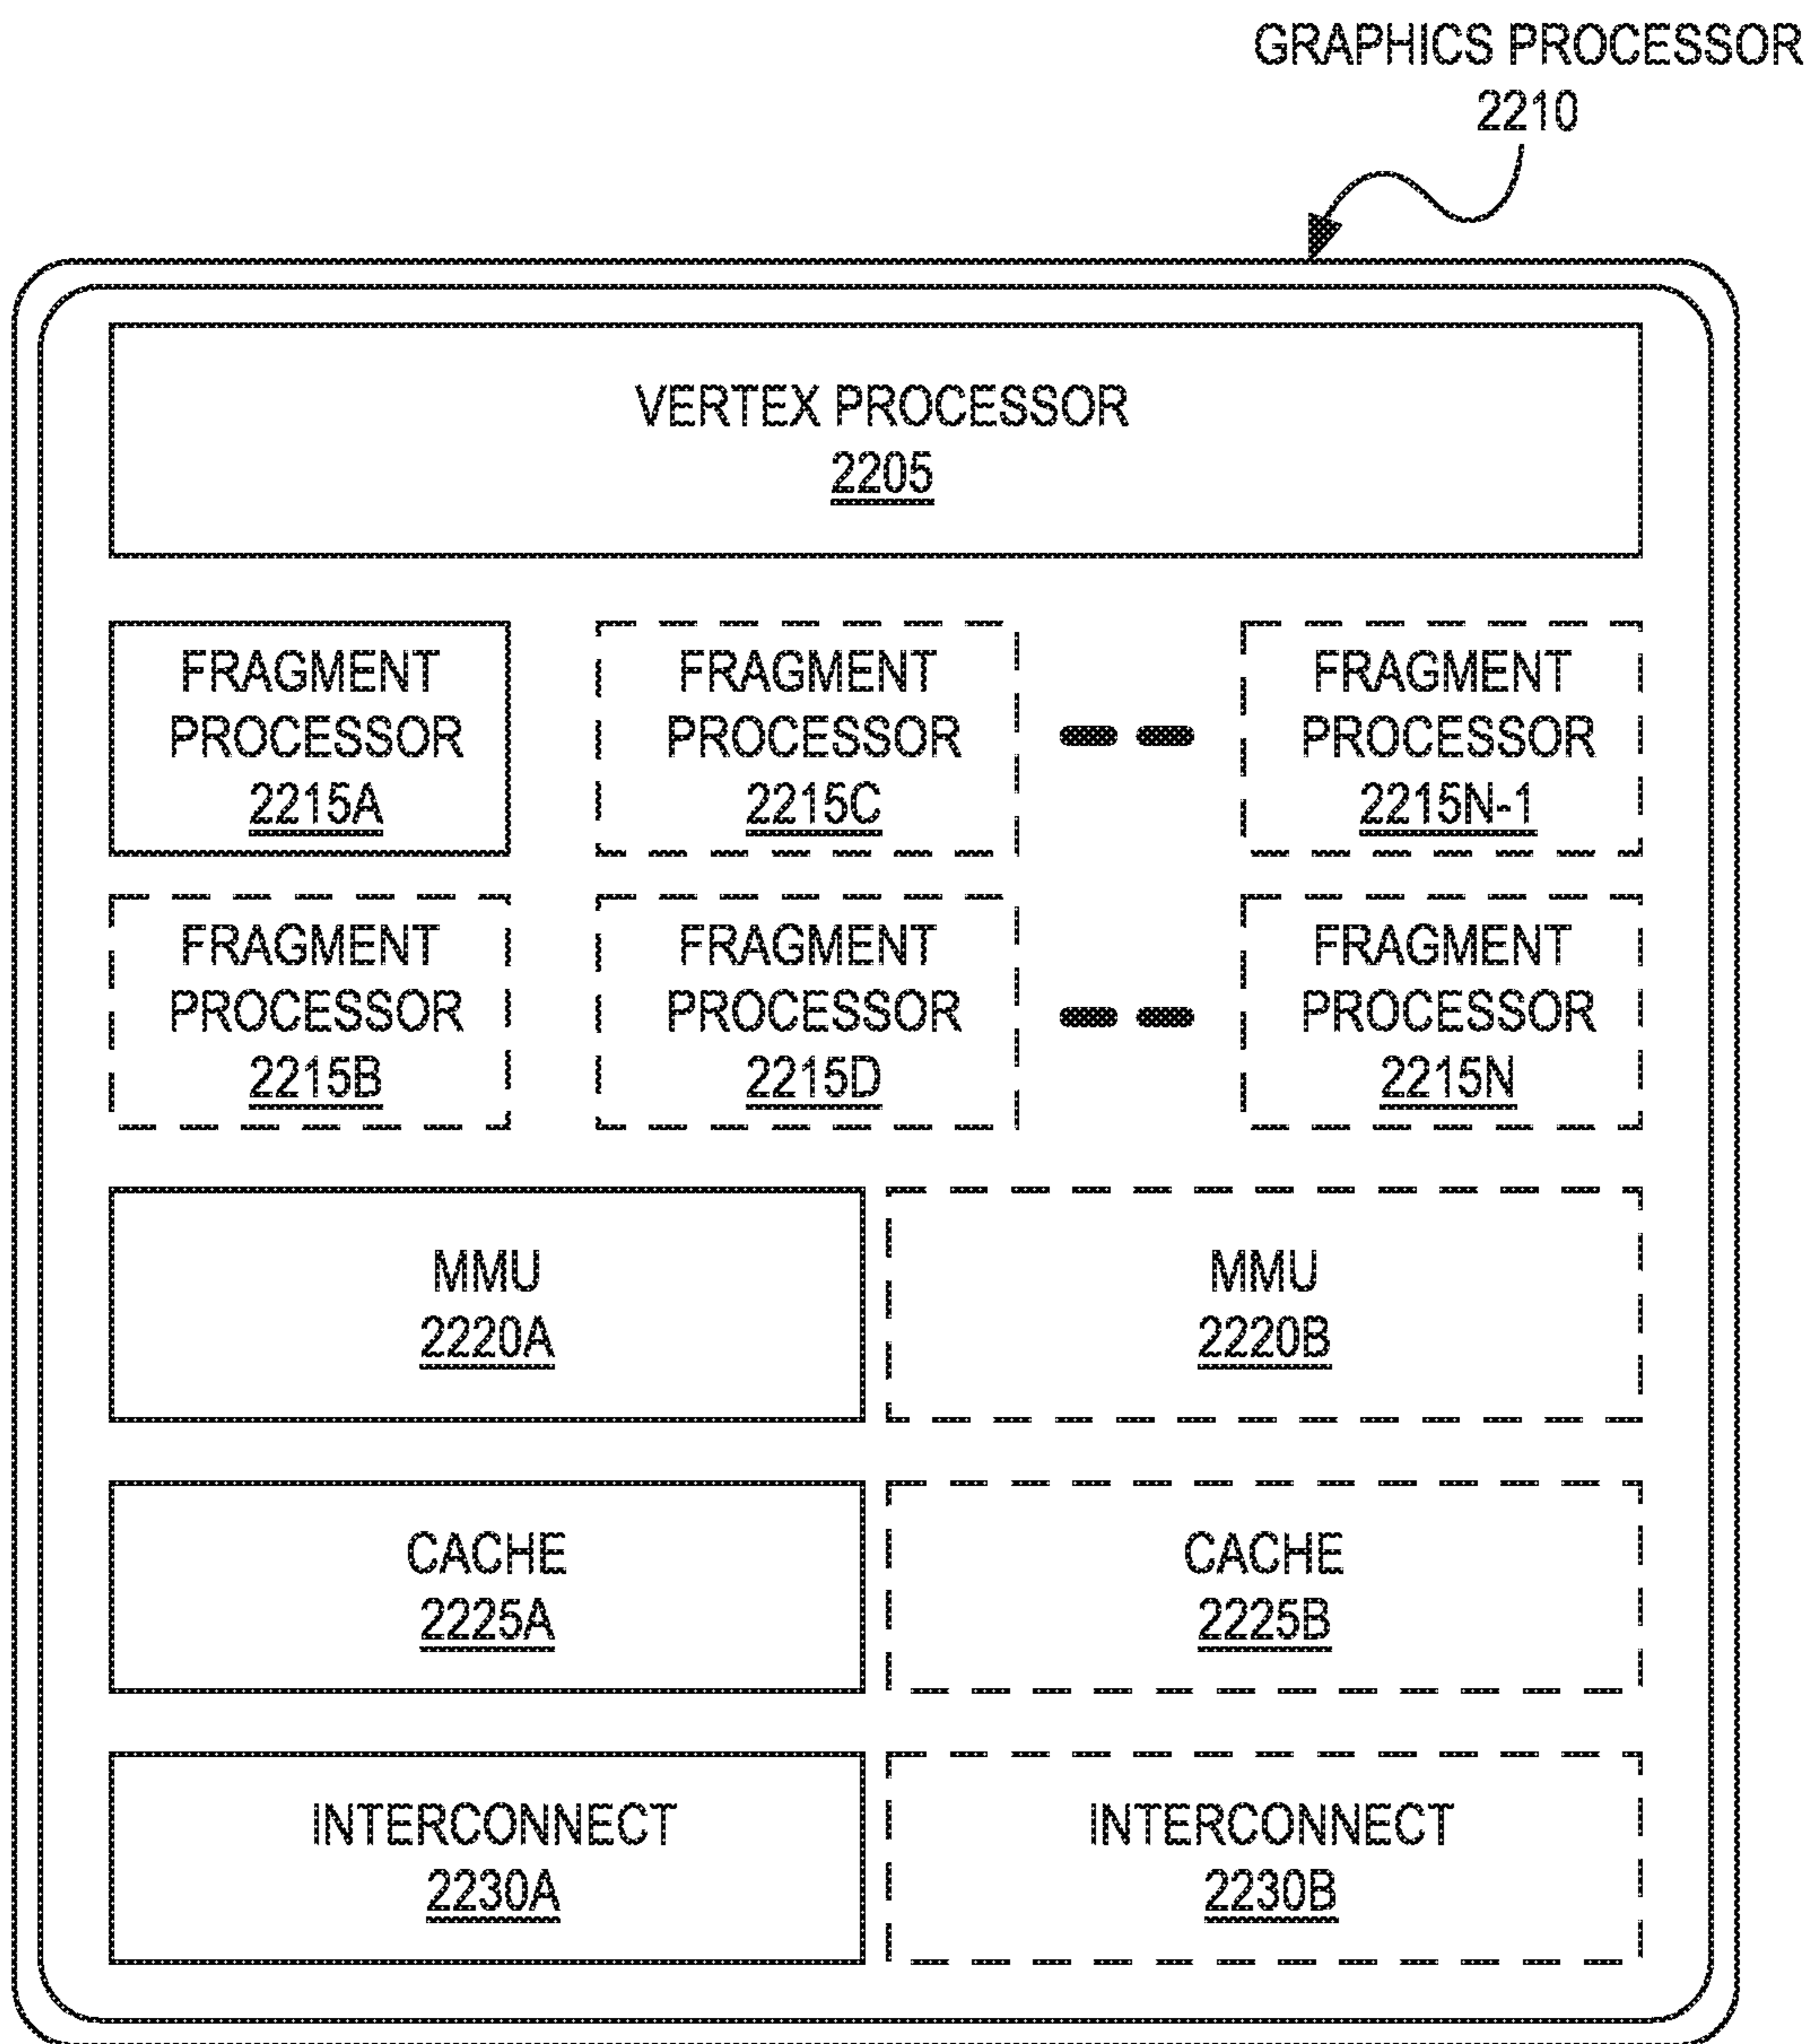 GRAPHICS PROCESSOR
2210
VERTEX PROCESSOR
2205
FRAGMENT
PROCESSOR
2215A
FRAGMENT
PROCESSOR
2215C
FRAGMENT
PROCESSOR
2215N-1
FRAGMENT
PROCESSOR
2215B
FRAGMENT
PROCESSOR
2215D
FRAGMENT
PROCESSOR
2215N
MMU
2220A
MMU
2220B
CACHE
2225A
CACHE
2225B
INTERCONNECT
2230A
INTERCONNECT
2230B